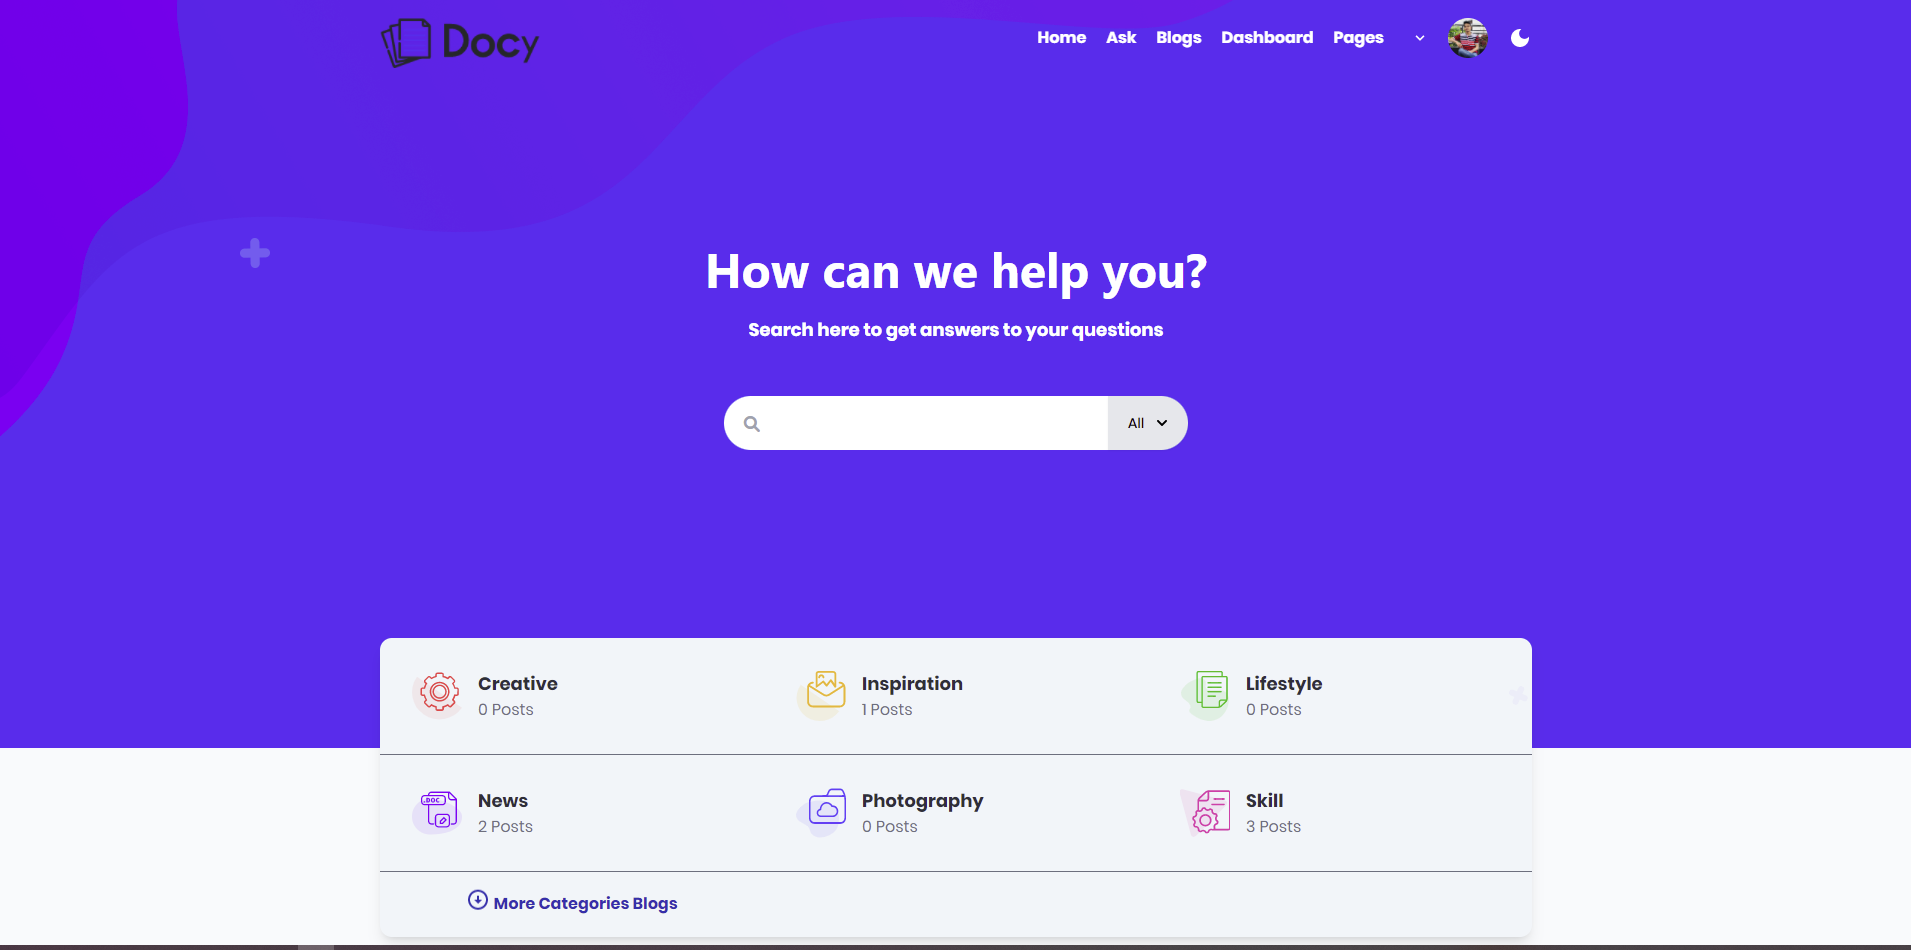 Docy
Home Ask Blogs Dashboard Pages
How can we help you?
Search here to get answers to your questions
All
Creative
0 Posts
Inspiration
1 Posts
Lifestyle
0 Posts
.DOC
News
2 Posts
Photography
0 Posts
Skill
3 Posts
More Categories Blogs